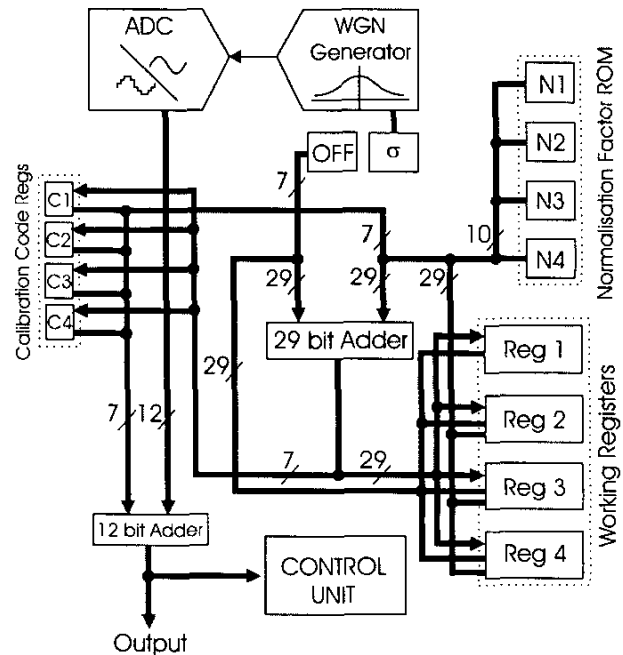 ADC
WGN
Generator
OFF
σ
Normalisation Factor ROM
N1
N2
N3
N4
Calibration Code Regs
C1
C2
C3
C4
7
7
10
29
29
29
29
29 bit Adder
7
12
7
29
Working Registers
Reg 1
Reg 2
Reg 3
Reg 4
12 bit Adder
CONTROL
UNIT
Output